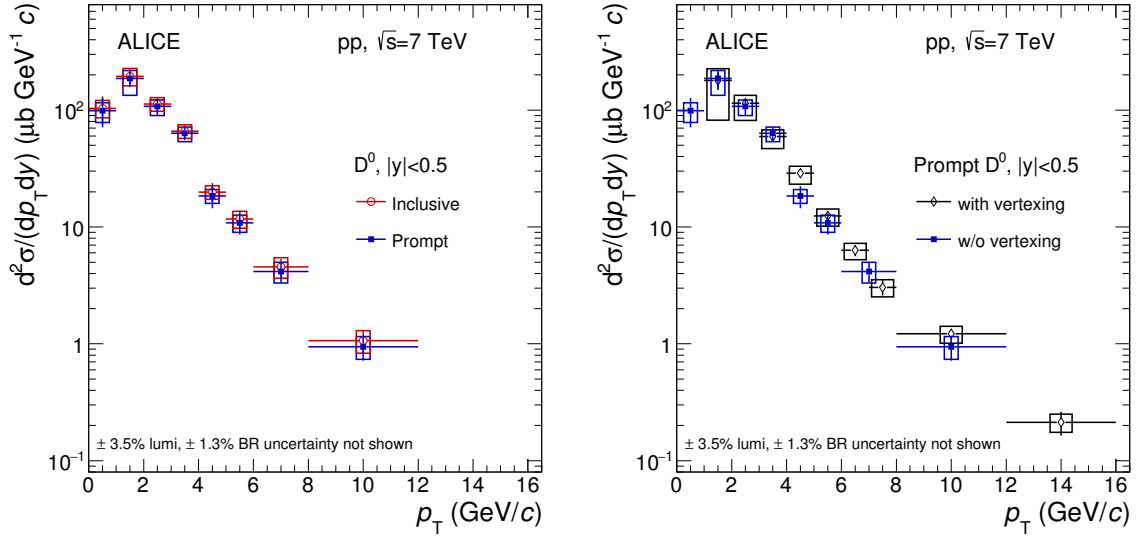 ALICE
pp, √s=7 TeV
d²σ/(dp_T dy) (μb GeV⁻¹ c)
10²
10
1
10⁻¹
D⁰, |y|<0.5
Inclusive
Prompt
± 3.5% lumi, ± 1.3% BR uncertainty not shown
0 2 4 6 8 10 12 14 16
p_T (GeV/c)
ALICE
pp, √s=7 TeV
d²σ/(dp_T dy) (μb GeV⁻¹ c)
10²
10
1
10⁻¹
Prompt D⁰, |y|<0.5
with vertexing
w/o vertexing
± 3.5% lumi, ± 1.3% BR uncertainty not shown
0 2 4 6 8 10 12 14 16
p_T (GeV/c)